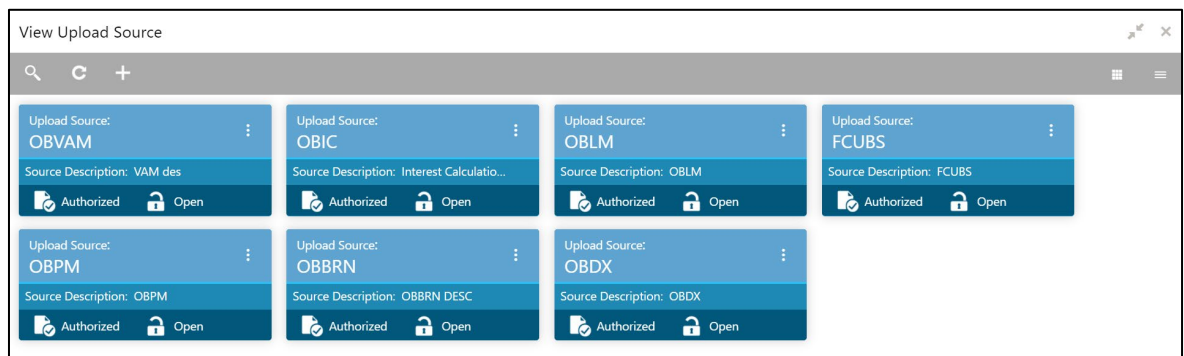 View Upload Source
Upload Source:
OBVAM
Source Description: VAM des
Authorized Open
Upload Source:
OBIC
Source Description: Interest Calculatio...
Authorized Open
Upload Source:
OBLM
Source Description: OBLM
Authorized Open
Upload Source:
FCUBS
Source Description: FCUBS
Authorized Open
Upload Source:
OBPM
Source Description: OBPM
Authorized Open
Upload Source:
OBBRN
Source Description: OBBRN DESC
Authorized Open
Upload Source:
OBDX
Source Description: OBDX
Authorized Open